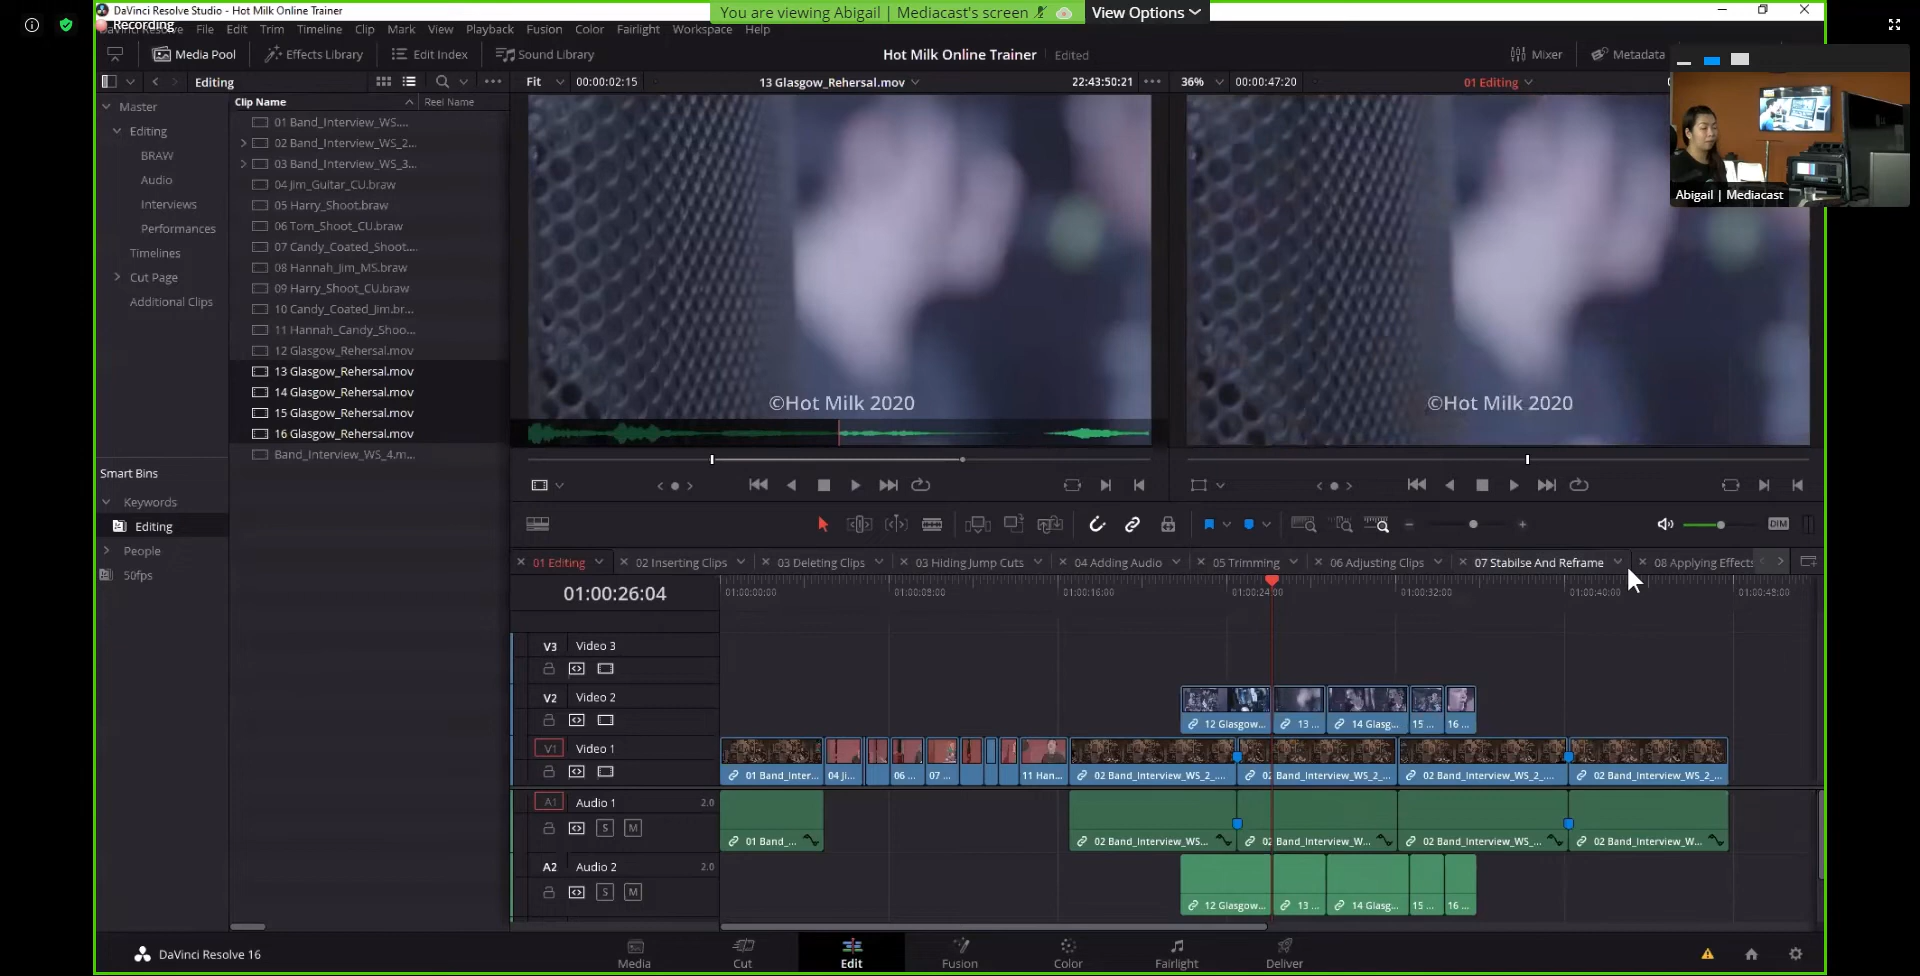 DaVinci Resolve Studio - Hot Milk Online Trainer
You are viewing Abigail | Mediacast's screen
View Options
Recording
File Edit Trim Timeline Clip Mark View Playback Fusion Color Fairlight Workspace Help
Media Pool Effects Library Edit Index Sound Library
Hot Milk Online Trainer Edited
Mixer Metadata
Editing
Fit 00:00:02:15 13 Glasgow_Rehersal.mov 22:43:50:21
36% 00:00:47:20 01 Editing
Master
Editing
BRAW
Audio
Interviews
Performances
Timelines
Cut Page
Additional Clips
Clip Name Reel Name
01 Band_Interview_WS....
02 Band_Interview_WS_2...
03 Band_Interview_WS_3...
04 Jim_Guitar_CU.braw
05 Harry_Shoot.braw
06 Tom_Shoot_CU.braw
07 Candy_Coated_Shoot....
08 Hannah_Jim_MS.braw
09 Harry_Shoot_CU.braw
10 Candy_Coated_Jim.br...
11 Hannah_Candy_Shoo...
12 Glasgow_Rehersal.mov
13 Glasgow_Rehersal.mov
14 Glasgow_Rehersal.mov
15 Glasgow_Rehersal.mov
16 Glasgow_Rehersal.mov
Band_Interview_WS_4.m...
Smart Bins
Keywords
Editing
People
50fps
©Hot Milk 2020
©Hot Milk 2020
Abigail | Mediacast
DIM
01 Editing 02 Inserting Clips 03 Deleting Clips 03 Hiding Jump Cuts 04 Adding Audio 05 Trimming 06 Adjusting Clips 07 Stabilse And Reframe 08 Applying Effects
01:00:26:04
01:00:00:00 01:00:08:00 01:00:16:00 01:00:24:00 01:00:32:00 01:00:40:00 01:00:48:00
V3 Video 3
V2 Video 2
12 Glasgow... 13 ... 14 Glasg... 15 ... 16 ...
V1 Video 1
01 Band_Inter... 04 Ji... 06 ... 07 ... 11 Han... 02 Band_Interview_WS_2_.... 02 Band_Interview_WS_2_... 02 Band_Interview_WS_2_... 02 Band_Interview_WS_2_...
A1 Audio 1 2.0
S M
01 Band_... 02 Band_Interview_WS... 02 Band_Interview_W... 02 Band_Interview_WS_... 02 Band_Interview_W...
A2 Audio 2 2.0
S M
12 Glasgow... 13 ... 14 Glasg... 15 ... 16 ...
DaVinci Resolve 16
Media Cut Edit Fusion Color Fairlight Deliver